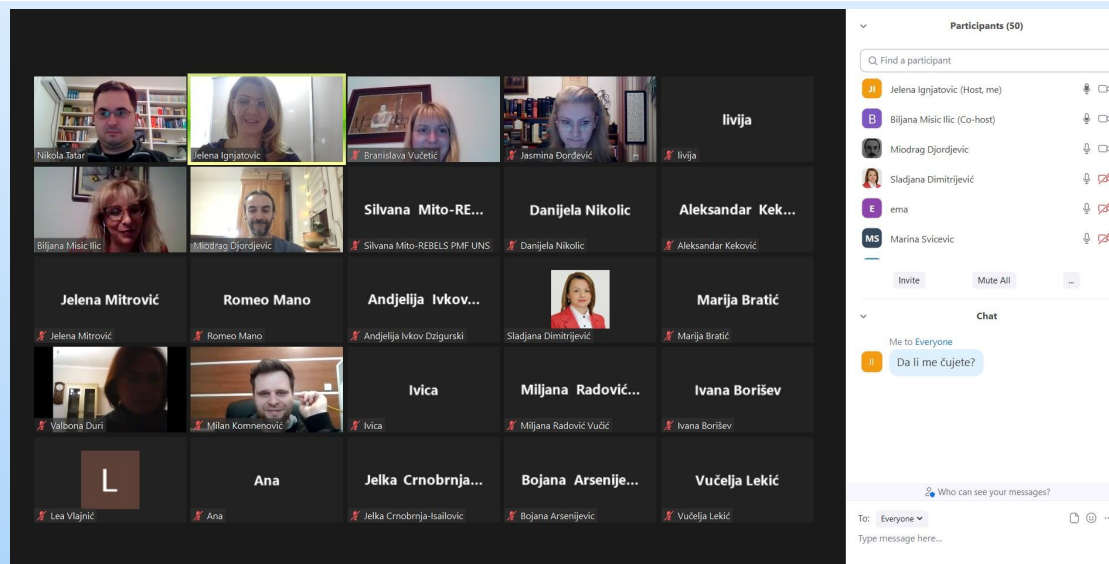 Nikola Tatar
Jelena Ignjatovic
Branislava Vučetić
Jasmina Đorđević
livija
livija
Biljana Misic Ilic
Miodrag Djordjevic
Silvana Mito-RE...
Silvana Mito-REBELS PMF UNS
Danijela Nikolic
Danijela Nikolic
Aleksandar Kek...
Aleksandar Keković
Jelena Mitrović
Jelena Mitrović
Romeo Mano
Romeo Mano
Andjelija Ivkov...
Andjelija Ivkov Dzigurski
Sladjana Dimitrijević
Marija Bratić
Marija Bratić
Valbona Duri
Milan Komnenović
Ivica
Ivica
Miljana Radović...
Miljana Radović Vučić
Ivana Borišev
Ivana Borišev
L
Lea Vlajnić
Ana
Ana
Jelka Crnobrnja...
Jelka Crnobrnja-Isailovic
Bojana Arsenije...
Bojana Arsenijevic
Vučelja Lekić
Vučelja Lekić
Participants (50)
Find a participant
JI
Jelena Ignjatovic (Host, me)
B
Biljana Misic Ilic (Co-host)
Miodrag Djordjevic
Sladjana Dimitrijević
E
ema
MS
Marina Svicevic
Invite
Mute All
...
Chat
Me to Everyone
JI
Da li me čujete?
Who can see your messages?
To: Everyone
Type message here...